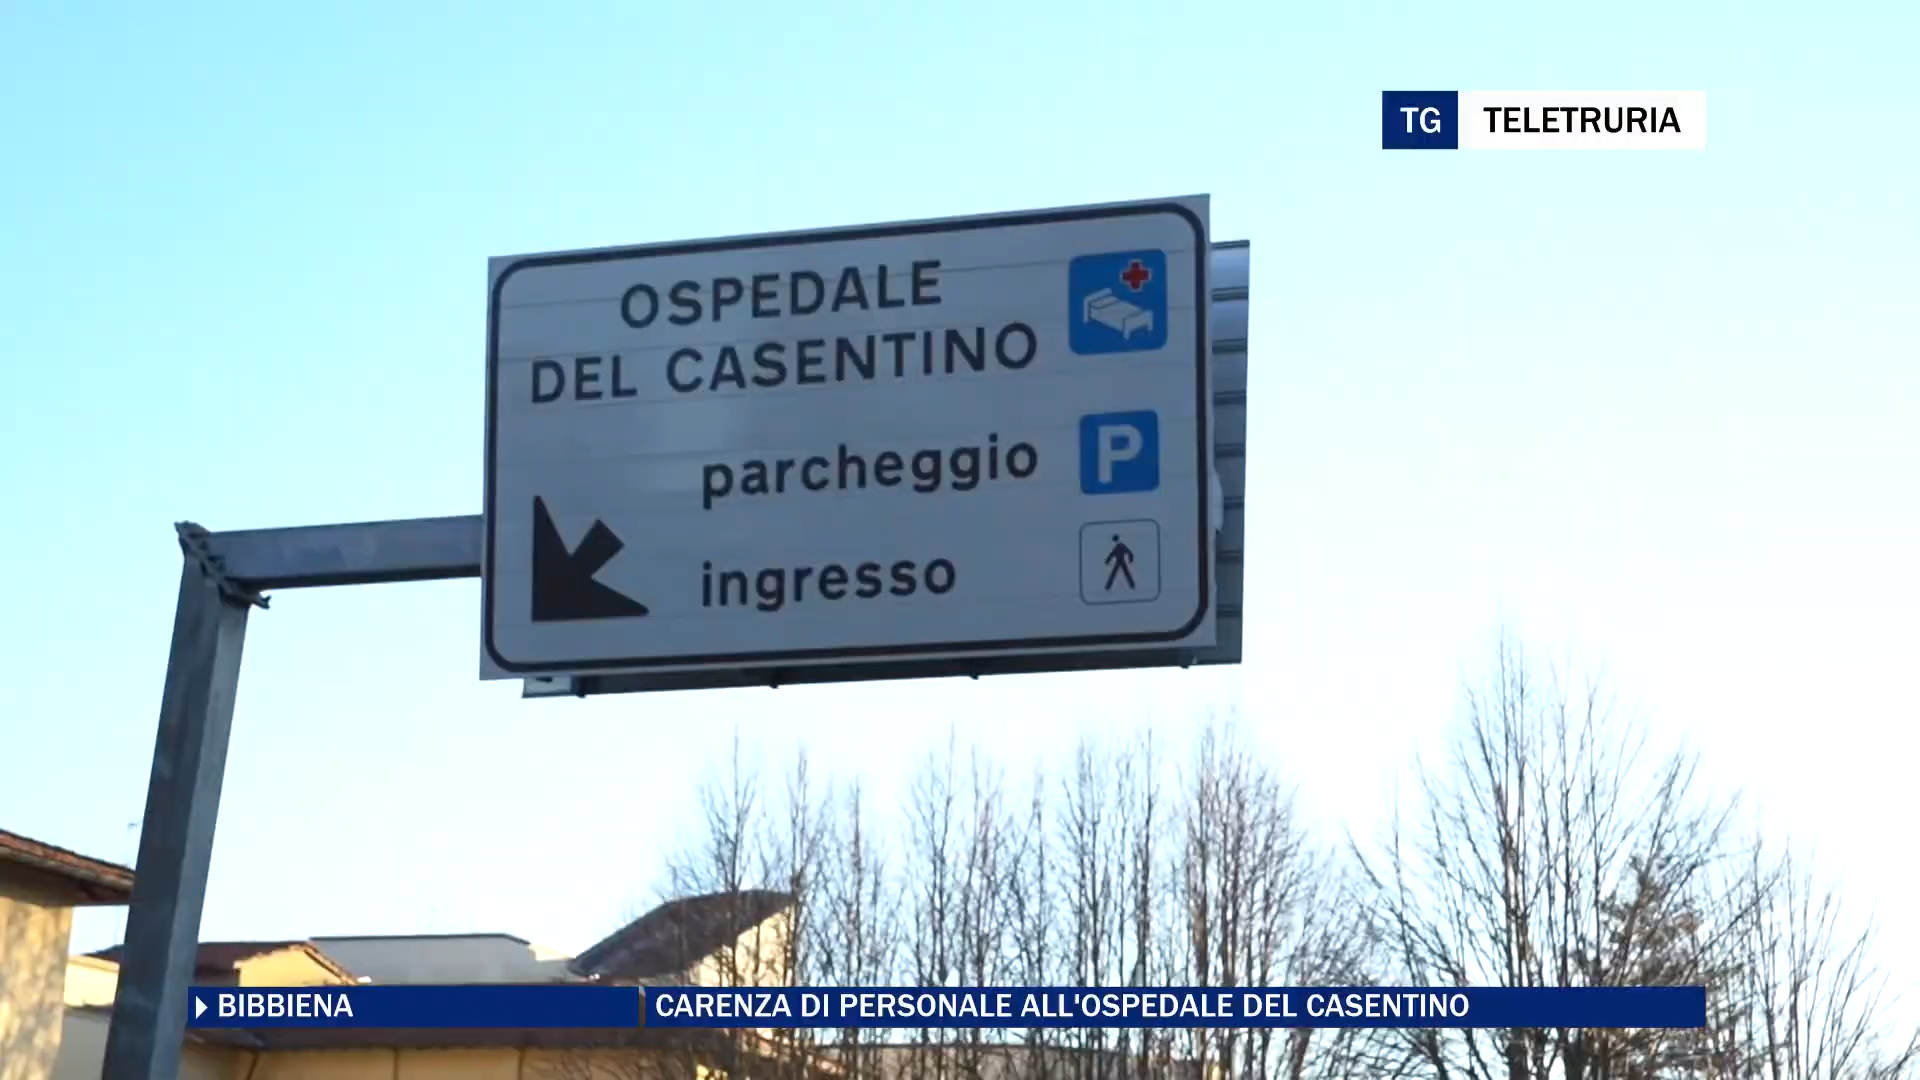 TG TELETRURIA
OSPEDALE
DEL CASENTINO
parcheggio P
ingresso
BIBBIENA CARENZA DI PERSONALE ALL'OSPEDALE DEL CASENTINO